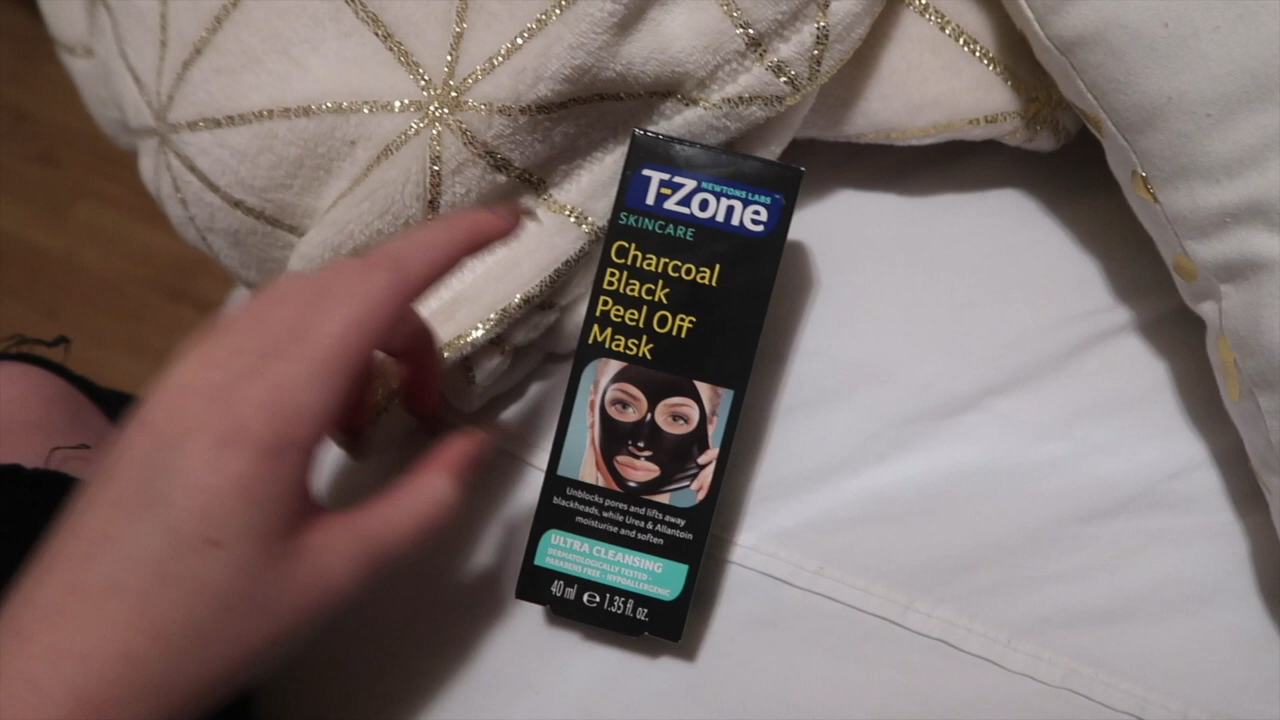 NEWTONS LABS™
T-Zone
SKINCARE
Charcoal
Black
Peel Off
Mask
Unblocks pores and lifts away
blackheads, while Urea & Allantoin
moisturise and soften
ULTRA CLEANSING
DERMATOLOGICALLY TESTED -
PARABENS FREE - HYPOALLERGENIC
40 ml ℮ 1.35 fl. oz.